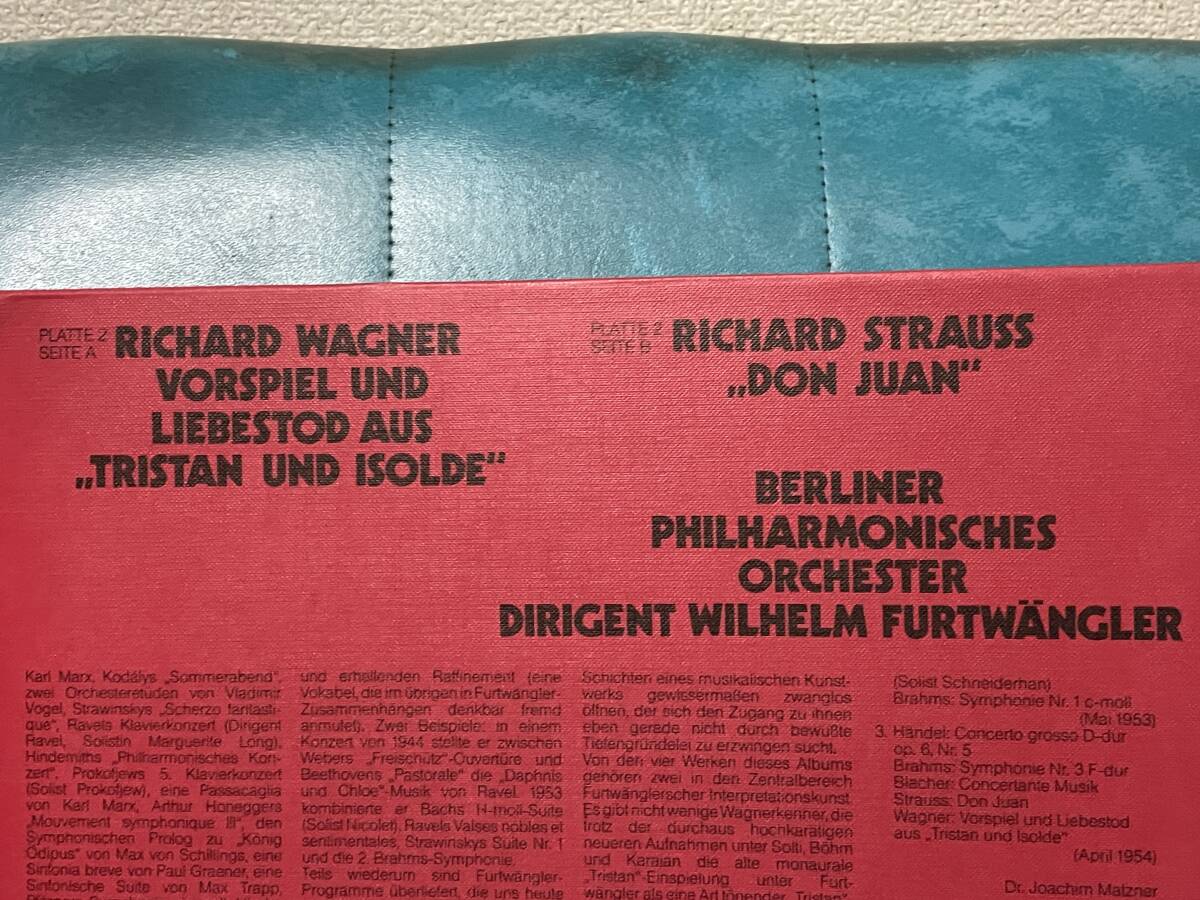 PLATTE 2
SEITE A
RICHARD WAGNER
VORSPIEL UND
LIEBESTOD AUS
„TRISTAN UND ISOLDE“
PLATTE 2
SEITE B
RICHARD STRAUSS
„DON JUAN“
BERLINER
PHILHARMONISCHES
ORCHESTER
DIRIGENT WILHELM FURTWÄNGLER
Karl Marx, Kodálys „Sommerabend“,
zwei Orchesteretüden von Vladimir
Vogel, Strawinskys „Scherzo fantasti-
que“, Ravels Klavierkonzert (Dirigent
Ravel, Solistin Marguerite Long),
Hindemiths „Philharmonisches Kon-
zert“, Prokofjews 5. Klavierkonzert
(Solist Prokofjew), eine Passacaglia
von Karl Marx, Arthur Honeggers
„Mouvement symphonique III“, den
Symphonischen Prolog zu „König
Ödipus“ von Max von Schillings, eine
Sinfonia breve von Paul Graener, eine
Sinfonische Suite von Max Trapp,
und erhellenden Raffinement (eine
Vokabel, die im übrigen in Furtwängler-
Zusammenhängen denkbar fremd
anmutet). Zwei Beispiele: in einem
Konzert von 1944 stellte er zwischen
Webers „Freischütz“-Ouvertüre und
Beethovens „Pastorale“ die „Daphnis
und Chloe“-Musik von Ravel. 1953
kombinierte er Bachs H-moll-Suite
(Solist Nicolet), Ravels Valses nobles et
sentimentales, Strawinskys Suite Nr. 1
und die 2. Brahms-Symphonie.
Teils wiederum sind Furtwängler-
Programme überliefert, die uns heute
Schichten eines musikalischen Kunst-
werks gewissermaßen zwanglos
öffnen, der sich den Zugang zu ihnen
eben gerade nicht durch bewußte
Tiefengründelei zu erzwingen sucht.
Von den vier Werken dieses Albums
gehören zwei in den Zentralbereich
Furtwänglerscher Interpretationskunst.
Es gibt nicht wenige Wagnerkenner, die
trotz der durchaus hochkarätigen
neueren Aufnahmen unter Solti, Böhm
und Karajan die alte monaurale
„Tristan“-Einspielung unter Furt-
wängler als eine Art tönender „Tristan“-
(Solist Schneiderhan)
Brahms: Symphonie Nr. 1 c-moll
(Mai 1953)
3. Händel: Concerto grosso D-dur
op. 6, Nr. 5
Brahms: Symphonie Nr. 3 F-dur
Blacher: Concertante Musik
Strauss: Don Juan
Wagner: Vorspiel und Liebestod
aus „Tristan und Isolde“
(April 1954)
Dr. Joachim Matzner